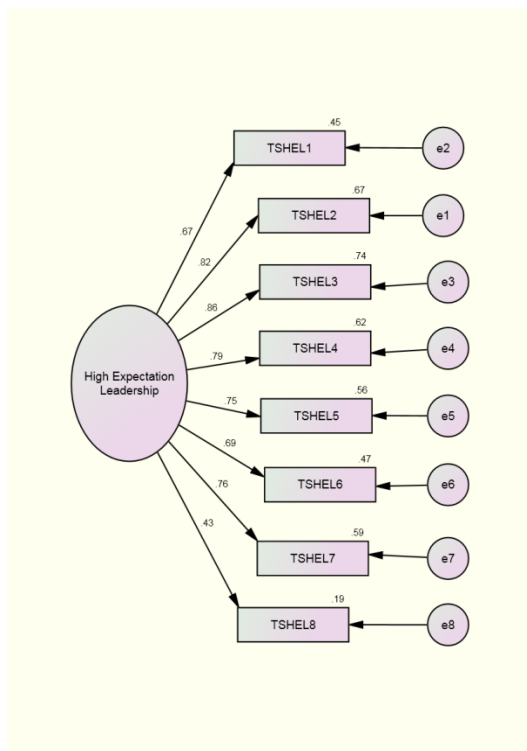 .45
TSHEL1
e2
.67
.67
TSHEL2
e1
.82
.74
TSHEL3
e3
.86
.62
TSHEL4
e4
.79
High Expectation
Leadership
.56
TSHEL5
e5
.75
.47
TSHEL6
e6
.69
.59
TSHEL7
e7
.76
.19
TSHEL8
e8
.43